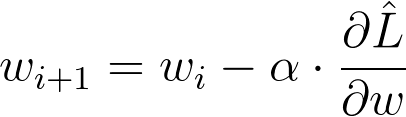 $w_{i+1} = w_i - \alpha \cdot \frac{\partial \hat{L}}{\partial w}$